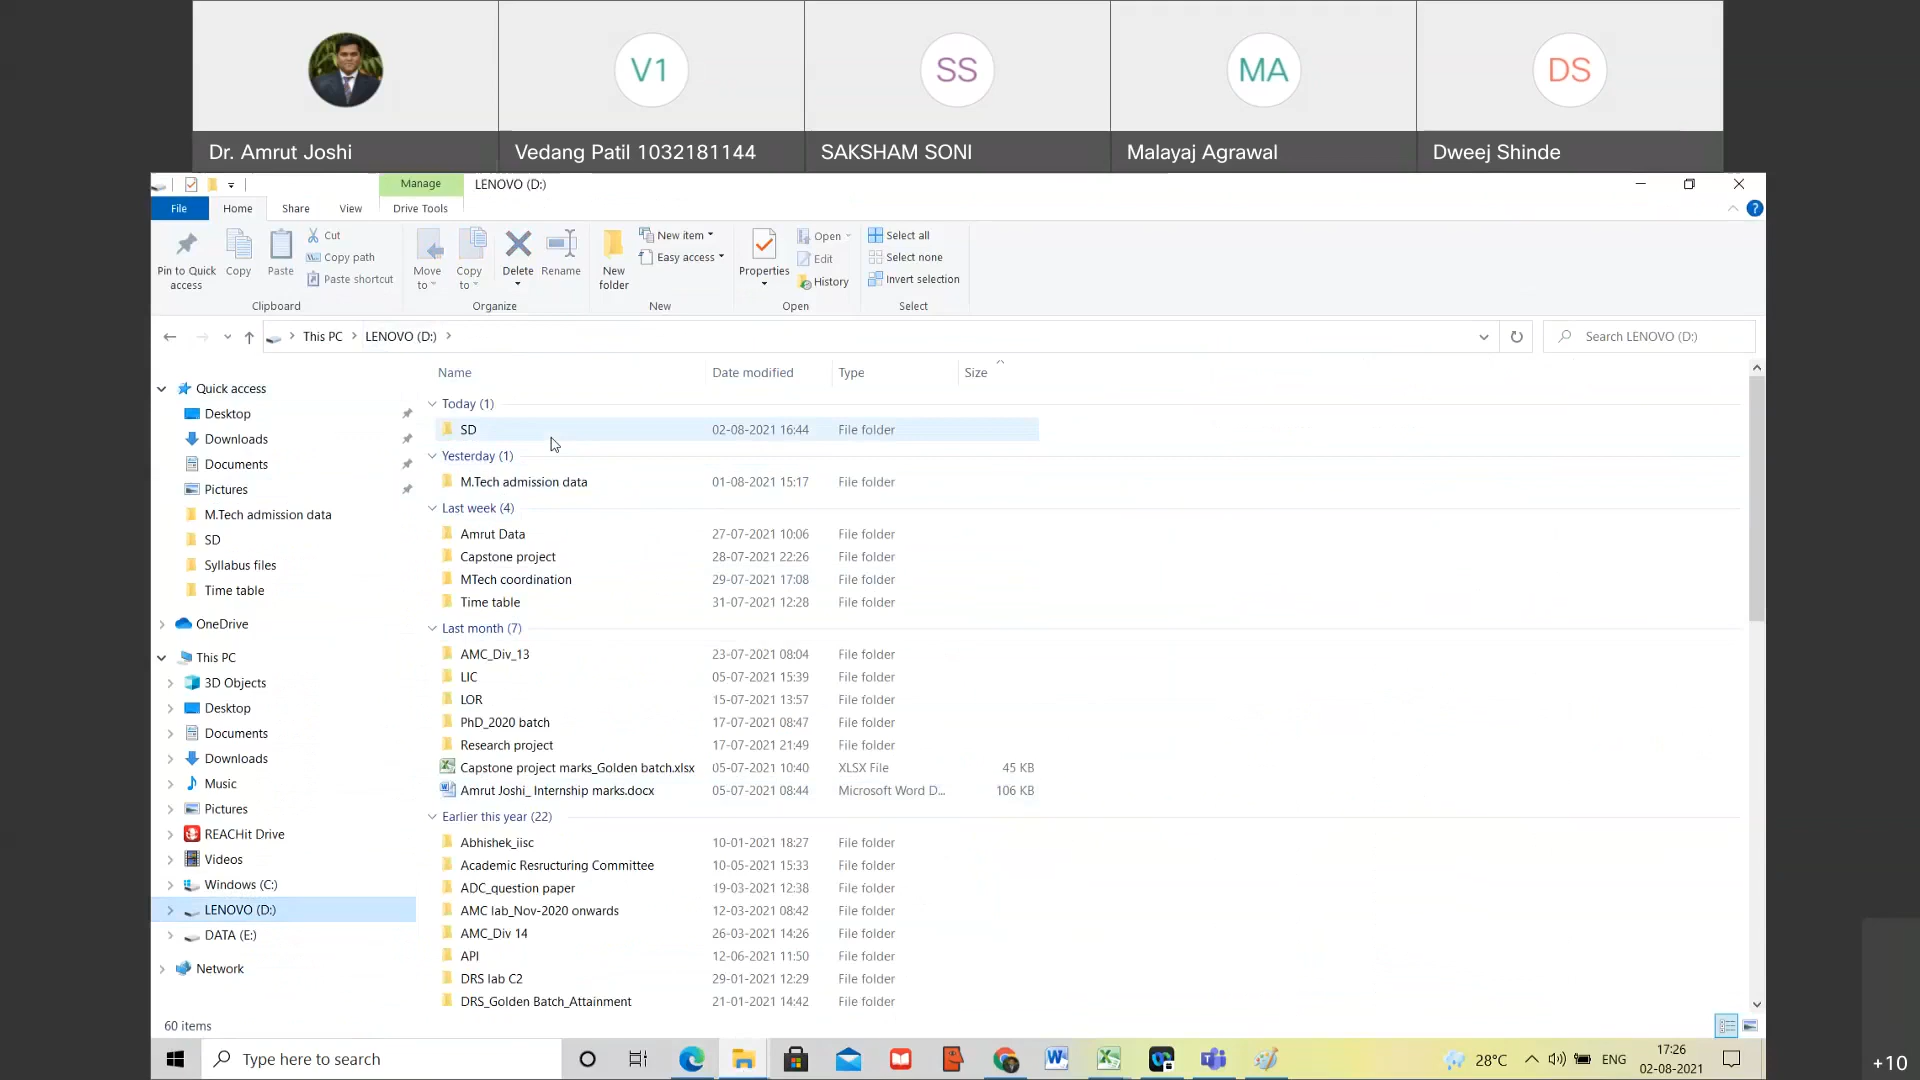 V1
SS
MA
DS
Dr. Amrut Joshi
Vedang Patil 1032181144
SAKSHAM SONI
Malayaj Agrawal
Dweej Shinde
Manage
LENOVO (D:)
File
Home
Share
View
Drive Tools
Pin to Quick access
Copy
Paste
Cut
Copy path
Paste shortcut
Clipboard
Move to
Copy to
Delete
Rename
Organize
New folder
New item
Easy access
New
Properties
Open
Edit
History
Open
Select all
Select none
Invert selection
Select
This PC
LENOVO (D:)
Search LENOVO (D:)
Quick access
Desktop
Downloads
Documents
Pictures
M.Tech admission data
SD
Syllabus files
Time table
OneDrive
This PC
3D Objects
Desktop
Documents
Downloads
Music
Pictures
REACHit Drive
Videos
Windows (C:)
LENOVO (D:)
DATA (E:)
Network
Name Date modified Type Size
Today (1)
SD 02-08-2021 16:44 File folder
Yesterday (1)
M.Tech admission data 01-08-2021 15:17 File folder
Last week (4)
Amrut Data 27-07-2021 10:06 File folder
Capstone project 28-07-2021 22:26 File folder
MTech coordination 29-07-2021 17:08 File folder
Time table 31-07-2021 12:28 File folder
Last month (7)
AMC_Div_13 23-07-2021 08:04 File folder
LIC 05-07-2021 15:39 File folder
LOR 15-07-2021 13:57 File folder
PhD_2020 batch 17-07-2021 08:47 File folder
Research project 17-07-2021 21:49 File folder
Capstone project marks_Golden batch.xlsx 05-07-2021 10:40 XLSX File 45 KB
Amrut Joshi_ Internship marks.docx 05-07-2021 08:44 Microsoft Word D... 106 KB
Earlier this year (22)
Abhishek_iisc 10-01-2021 18:27 File folder
Academic Resructuring Committee 10-05-2021 15:33 File folder
ADC_question paper 19-03-2021 12:38 File folder
AMC lab_Nov-2020 onwards 12-03-2021 08:42 File folder
AMC_Div 14 26-03-2021 14:26 File folder
API 12-06-2021 11:50 File folder
DRS lab C2 29-01-2021 12:29 File folder
DRS_Golden Batch_Attainment 21-01-2021 14:42 File folder
60 items
Type here to search
28°C
ENG
17:26
02-08-2021
+10